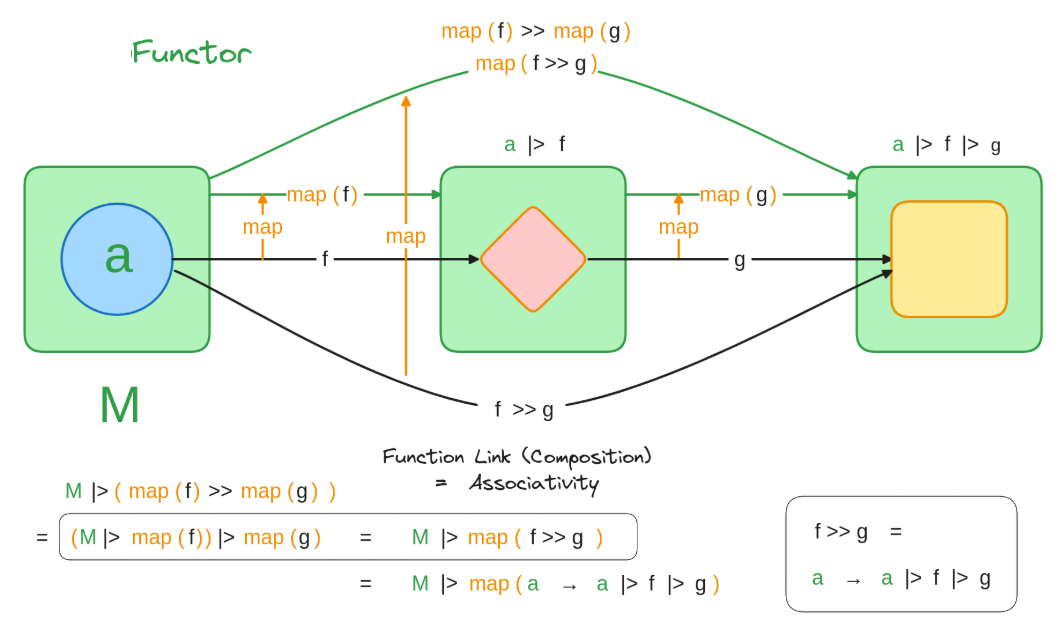 map (f) >> map (g)
Functor
map ( f >> g )
a |> f
a |> f |> g
map (f)
map (g)
map
map
map
a
f
g
M
f >> g
Function Link (Composition)
= Associativity
M |> ( map (f) >> map (g) )
= (M |> map (f)) |> map (g) = M |> map ( f >> g )
= M |> map ( a → a |> f |> g )
f >> g =
a → a |> f |> g